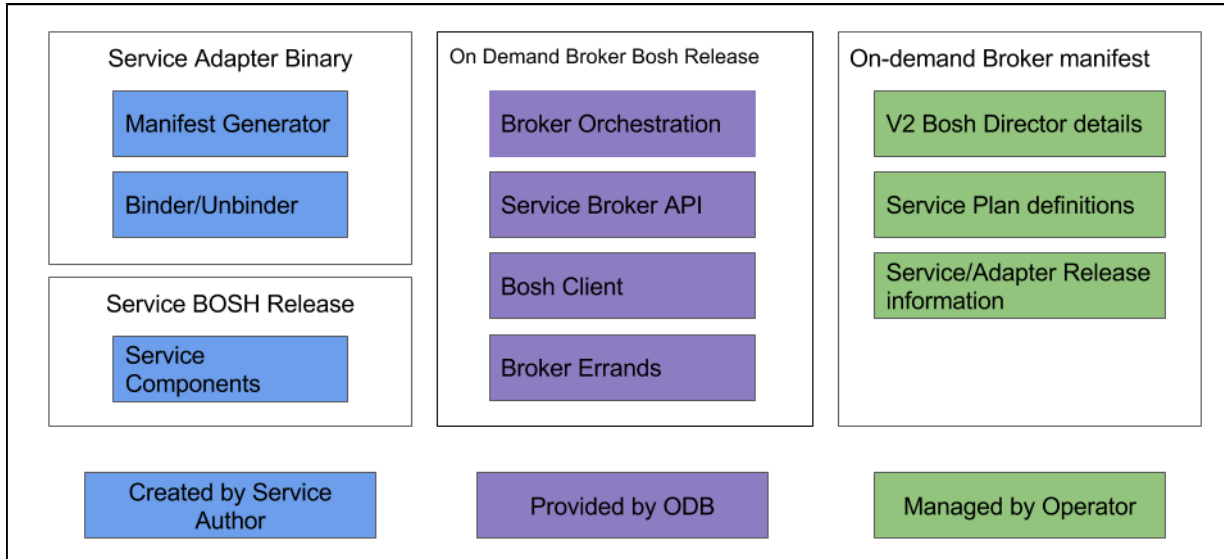 Service Adapter Binary
Manifest Generator
Binder/Unbinder
Service BOSH Release
Service
Components
On Demand Broker Bosh Release
Broker Orchestration
Service Broker API
Bosh Client
Broker Errands
On-demand Broker manifest
V2 Bosh Director details
Service Plan definitions
Service/Adapter Release
information
Created by Service
Author
Provided by ODB
Managed by Operator